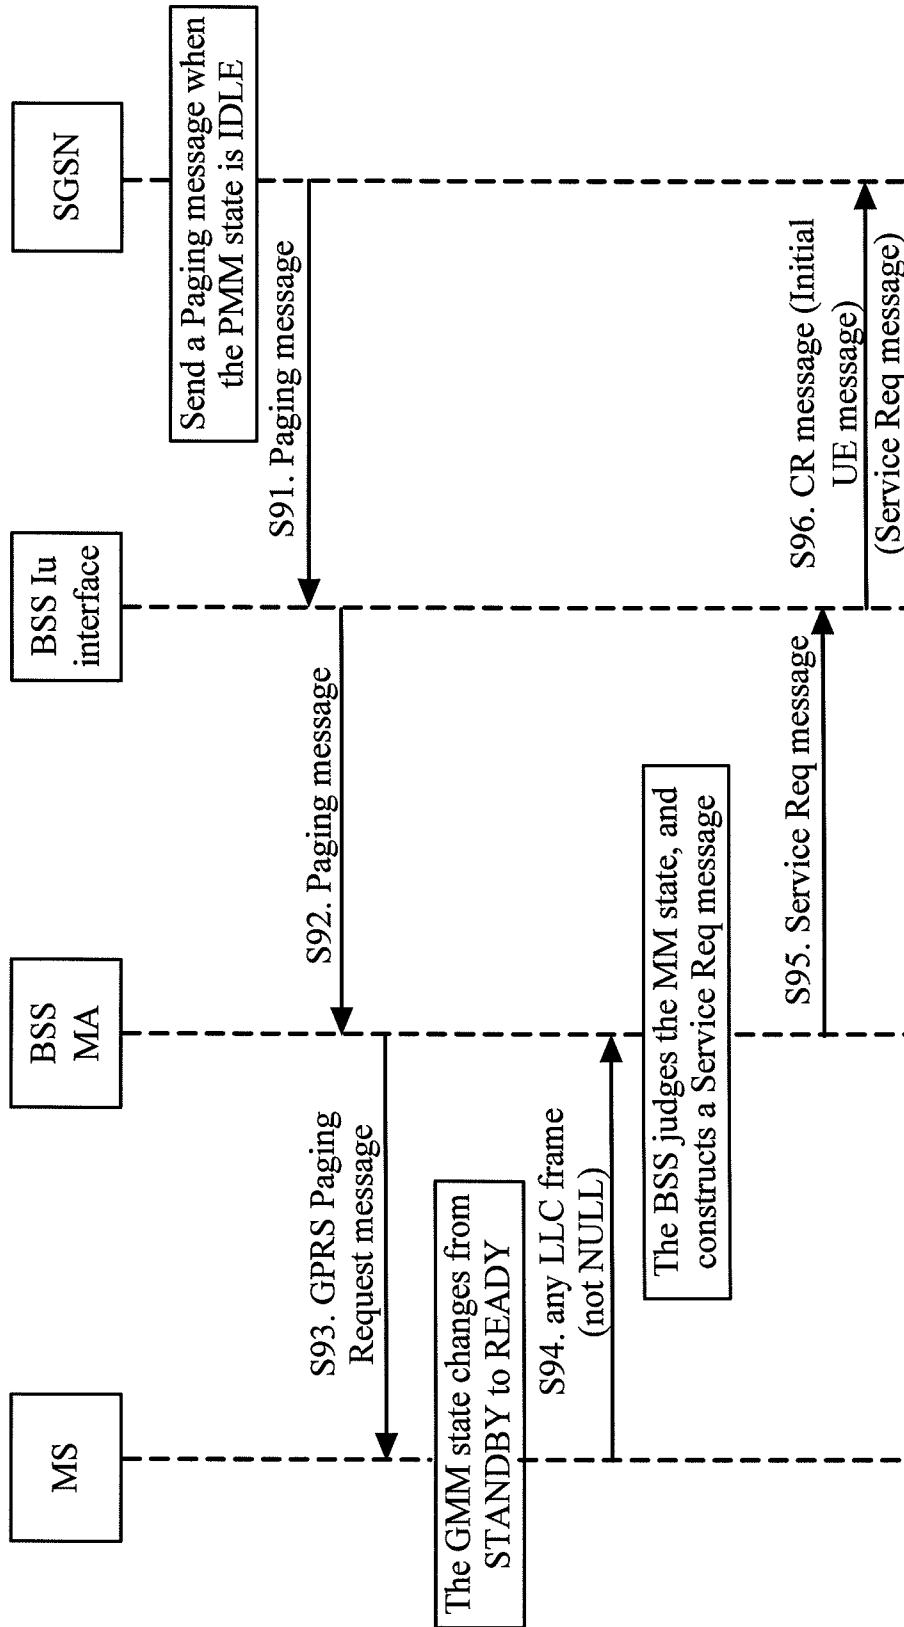 MS
BSS
MA
BSS Iu
interface
SGSN
Send a Paging message when
the PMM state is IDLE
S91. Paging message
S92. Paging message
S93. GPRS Paging
Request message
The GMM state changes from
STANDBY to READY
S94. any LLC frame
(not NULL)
The BSS judges the MM state, and
constructs a Service Req message
S95. Service Req message
S96. CR message (Initial
UE message)
(Service Req message)